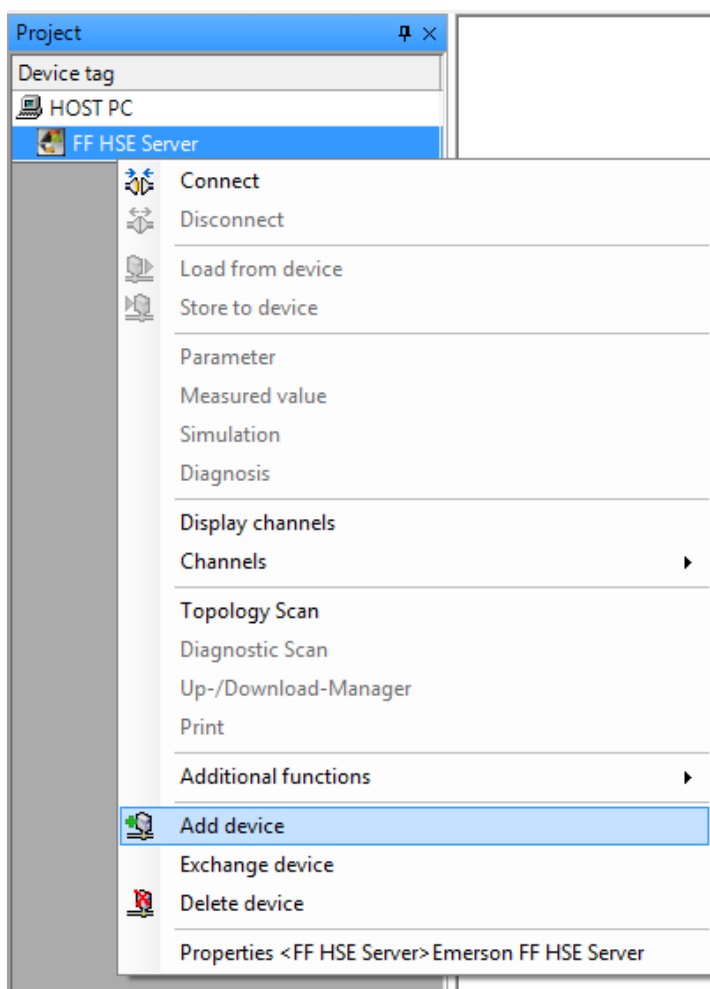 Project
Device tag
HOST PC
FF HSE Server
Connect
Disconnect
Load from device
Store to device
Parameter
Measured value
Simulation
Diagnosis
Display channels
Channels
Topology Scan
Diagnostic Scan
Up-/Download-Manager
Print
Additional functions
Add device
Exchange device
Delete device
Properties <FF HSE Server>Emerson FF HSE Server